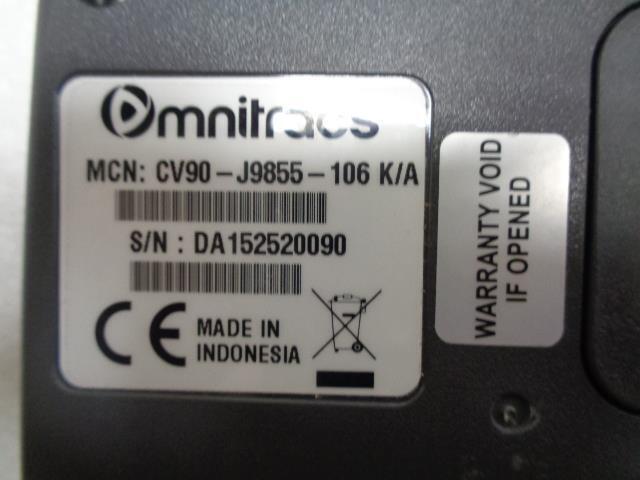 Omnitracs
MCN: CV90-J9855-106 K/A
S/N : DA152520090
CE MADE IN
INDONESIA
WARRANTY VOID
IF OPENED